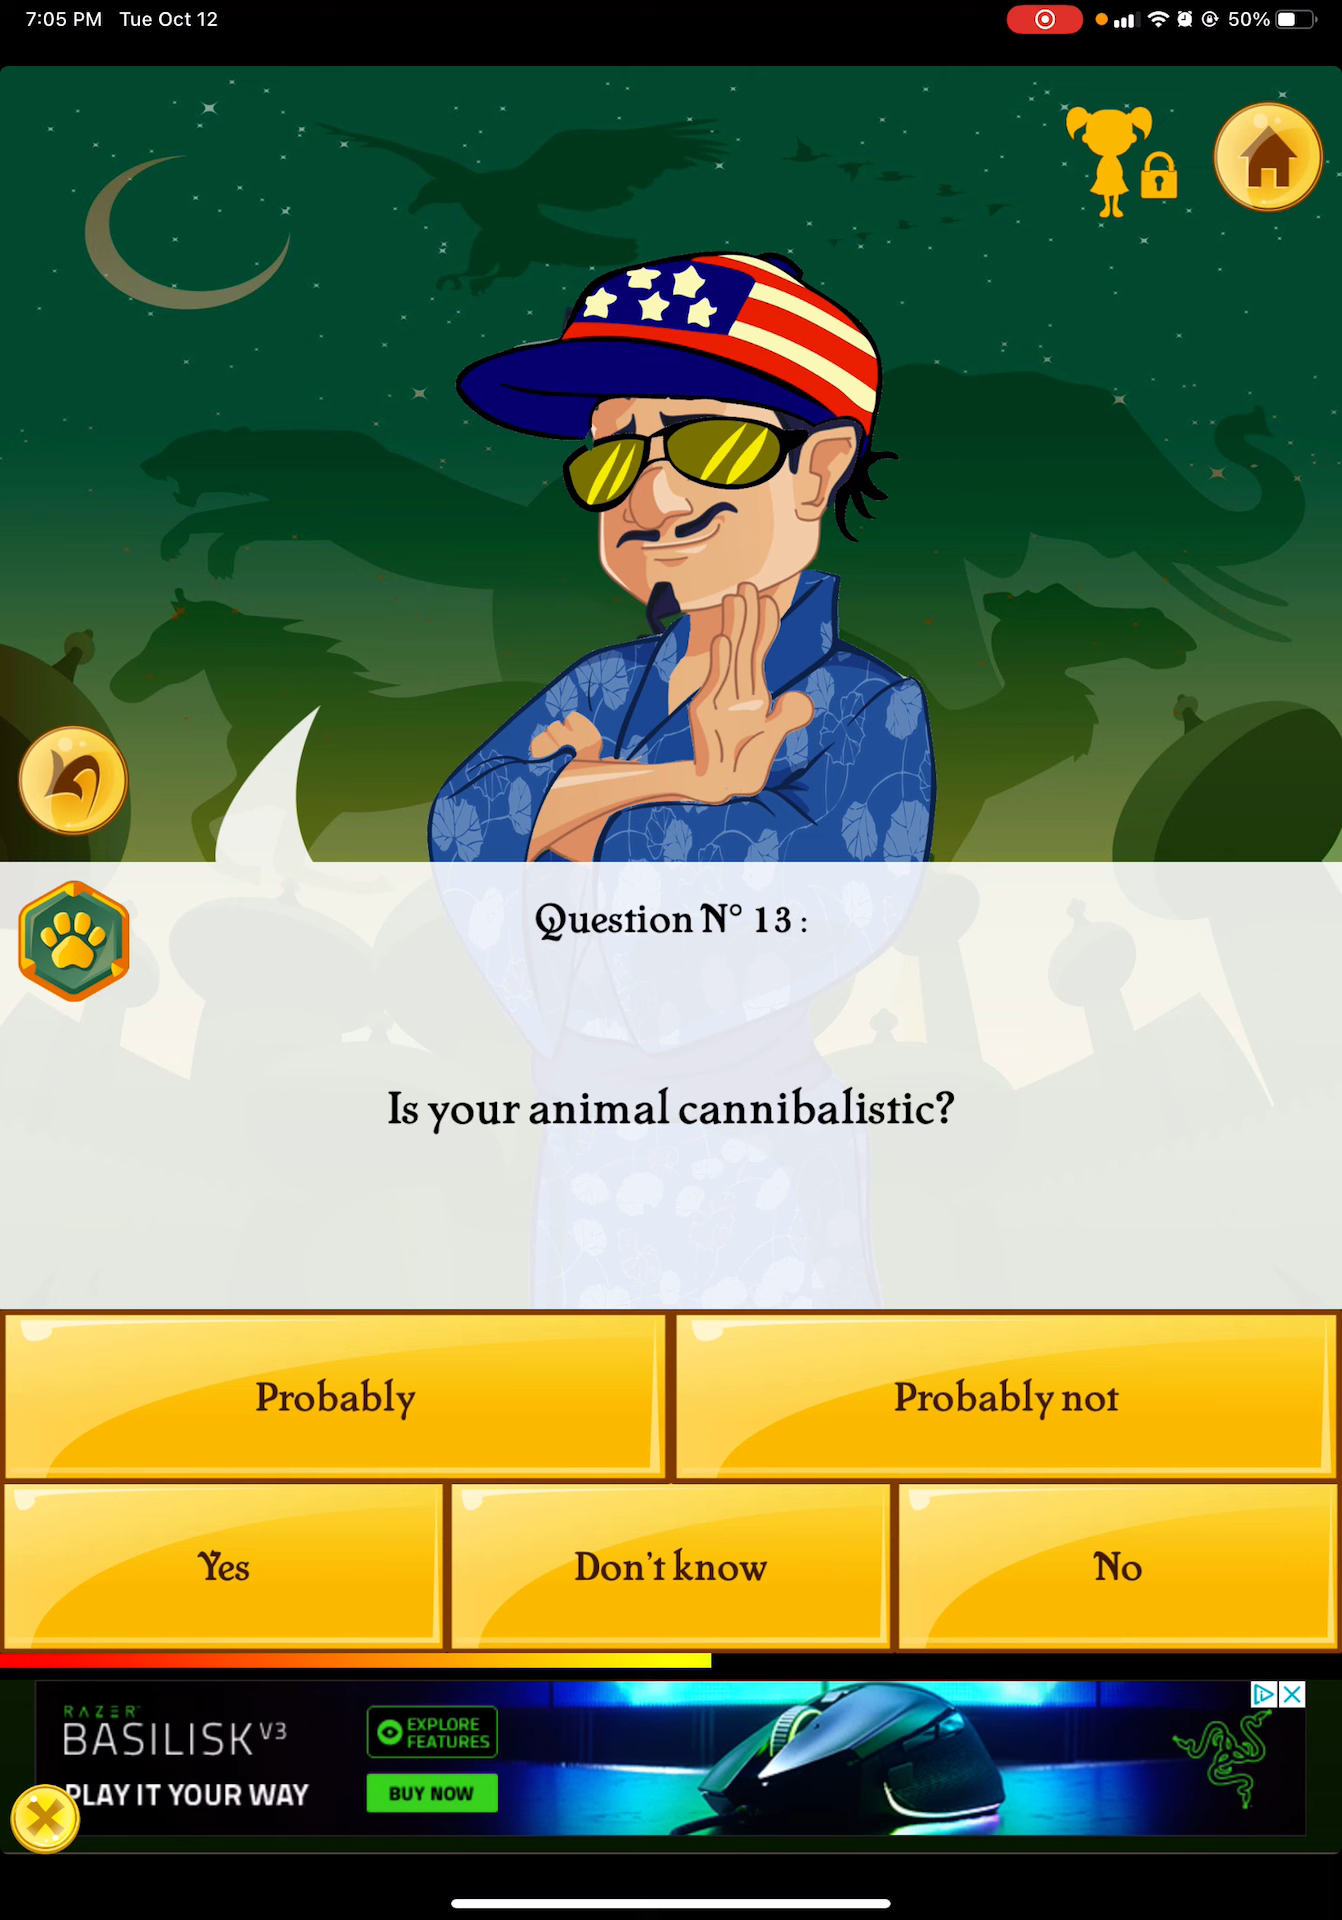 7:05 PM Tue Oct 12
50%
Question N° 13 :
Is your animal cannibalistic?
Probably
Probably not
Yes
Don't know
No
RAZER
BASILISK V3
PLAY IT YOUR WAY
EXPLORE
FEATURES
BUY NOW